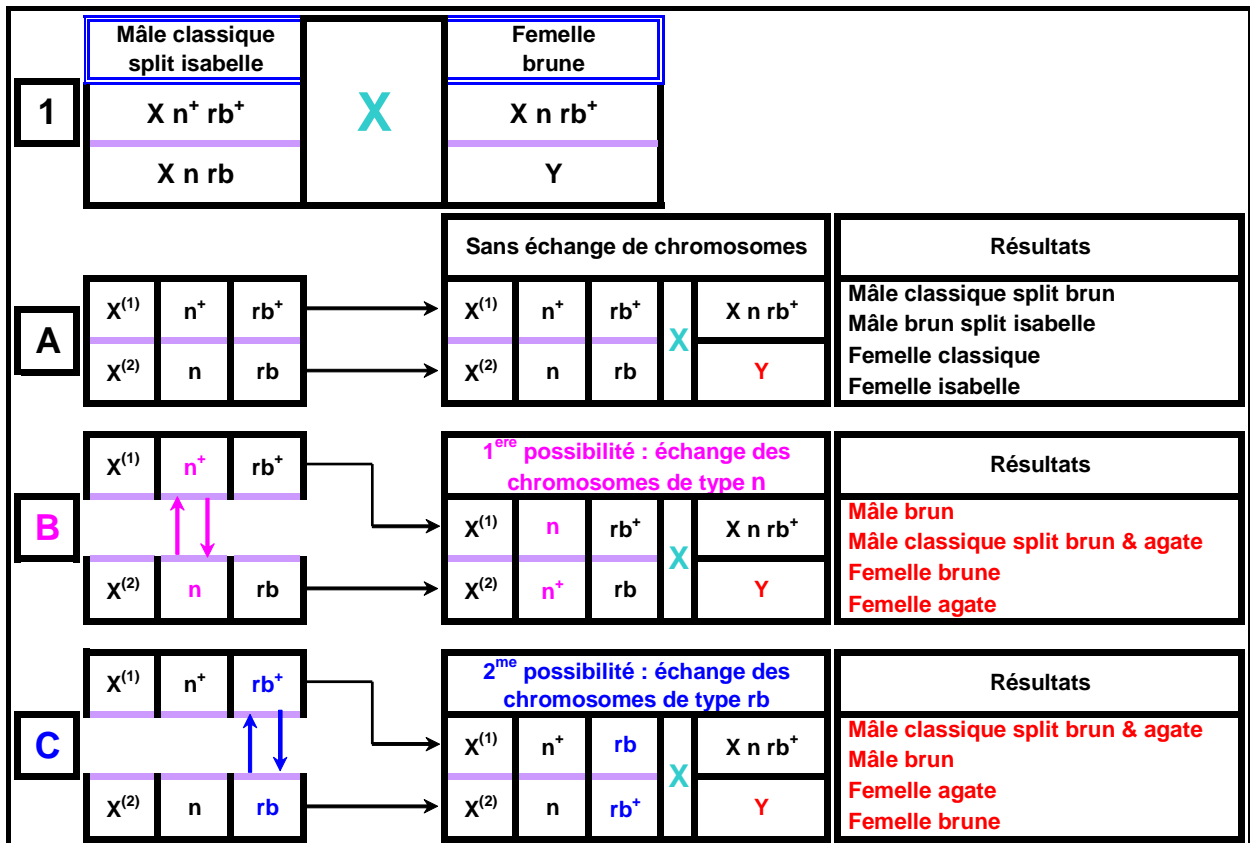 Mâle classique
split isabelle
Femelle
brune
1
X n⁺ rb⁺
X
X n rb⁺
X n rb
Y
Sans échange de chromosomes
Résultats
A
X⁽¹⁾ n⁺ rb⁺
X⁽²⁾ n rb
X⁽¹⁾ n⁺ rb⁺
X⁽²⁾ n rb
X
X n rb⁺
Y
Mâle classique split brun
Mâle brun split isabelle
Femelle classique
Femelle isabelle
B
X⁽¹⁾ n⁺ rb⁺
X⁽²⁾ n rb
1ᵉʳᵉ possibilité : échange des
chromosomes de type n
Résultats
X⁽¹⁾ n rb⁺
X⁽²⁾ n⁺ rb
X
X n rb⁺
Y
Mâle brun
Mâle classique split brun & agate
Femelle brune
Femelle agate
C
X⁽¹⁾ n⁺ rb⁺
X⁽²⁾ n rb
2ᵐᵉ possibilité : échange des
chromosomes de type rb
Résultats
X⁽¹⁾ n⁺ rb
X⁽²⁾ n rb⁺
X
X n rb⁺
Y
Mâle classique split brun & agate
Mâle brun
Femelle agate
Femelle brune